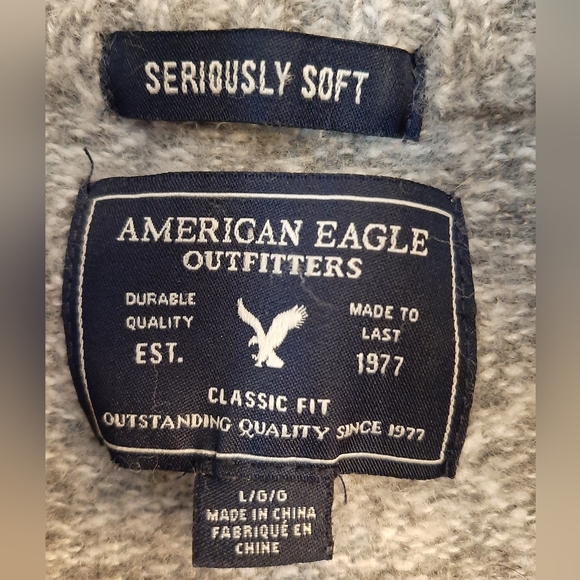 SERIOUSLY SOFT
AMERICAN EAGLE
OUTFITTERS
DURABLE
QUALITY
EST.
MADE TO
LAST
1977
CLASSIC FIT
OUTSTANDING QUALITY SINCE 1977
L/G/G
MADE IN CHINA
FABRIQUÉ EN
CHINE